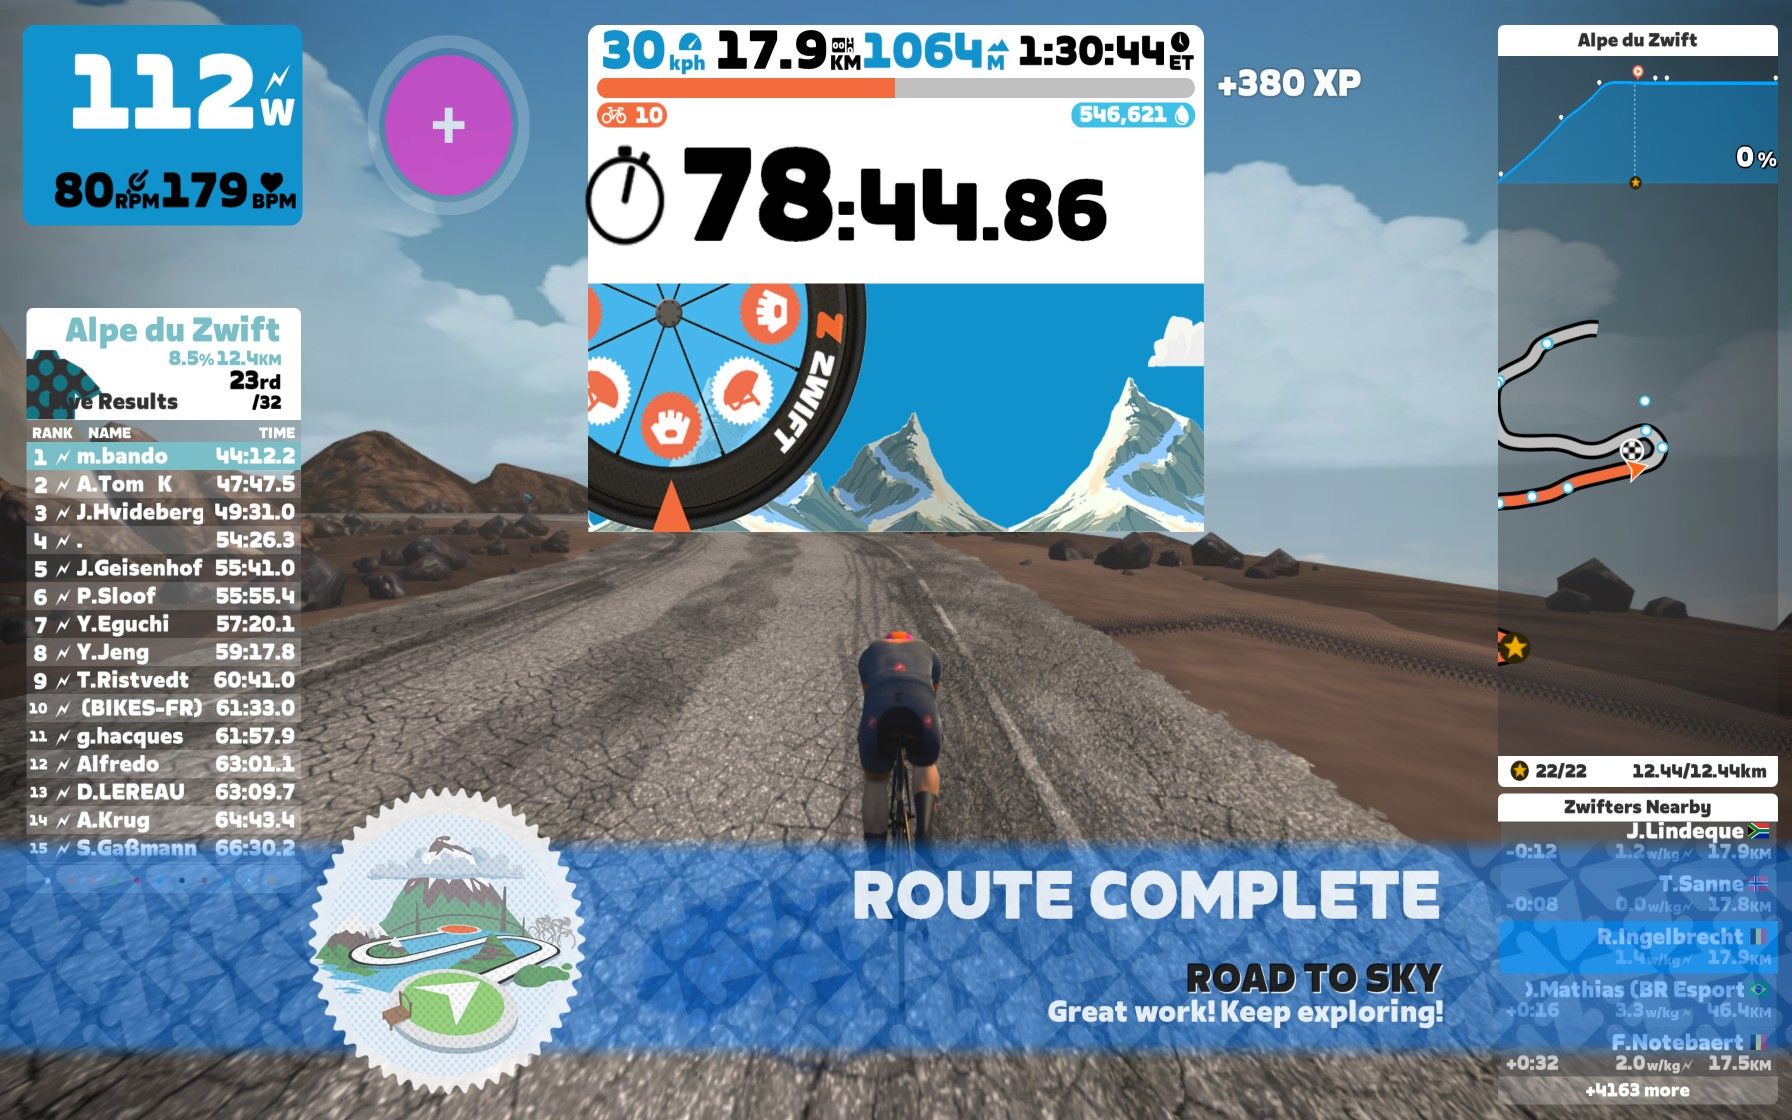 112 W
80 RPM 179 BPM
30 kph 17.9 KM 1064 M 1:30:44 ET
10
546,621
+380 XP
78:44.86
Z ZWIFT
Alpe du Zwift
0 %
Alpe du Zwift
8.5% 12.4KM
23rd
/32
Live Results
RANK NAME TIME
1 m.bando 44:12.2
2 A.Tom K 47:47.5
3 J.Hvideberg 49:31.0
4 . 54:26.3
5 J.Geisenhof 55:41.0
6 P.Sloof 55:55.4
7 Y.Eguchi 57:20.1
8 Y.Jeng 59:17.8
9 T.Ristvedt 60:41.0
10 (BIKES-FR) 61:33.0
11 g.hacques 61:57.9
12 Alfredo 63:01.1
13 D.LEREAU 63:09.7
14 A.Krug 64:43.4
15 S.Gaßmann 66:30.2
22/22 12.44/12.44km
Zwifters Nearby
J.Lindeque
-0:12 1.2w/kg 17.9KM
T.Sanne
-0:08 0.0w/kg 17.8KM
R.Ingelbrecht
1.4w/kg 17.9KM
).Mathias (BR Esport
+0:16 3.3w/kg 46.4KM
F.Notebaert
+0:32 2.0w/kg 17.5KM
+4163 more
ROUTE COMPLETE
ROAD TO SKY
Great work! Keep exploring!